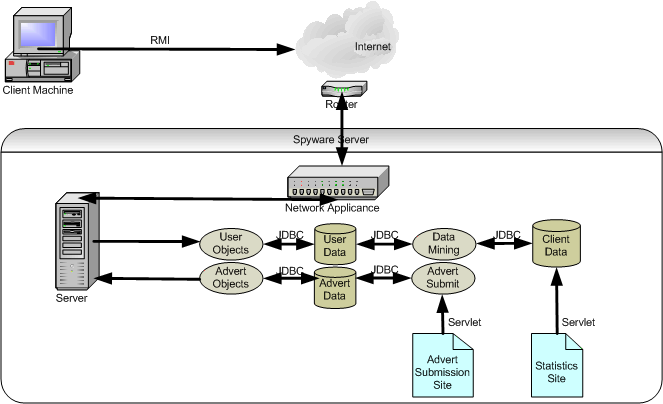 RMI
Internet
Client Machine
Router
Spyware Server
Network Applicance
Server
User
Objects
JDBC
User
Data
JDBC
Data
Mining
JDBC
Client
Data
Advert
Objects
JDBC
Advert
Data
JDBC
Advert
Submit
Servlet
Servlet
Advert
Submission
Site
Statistics
Site